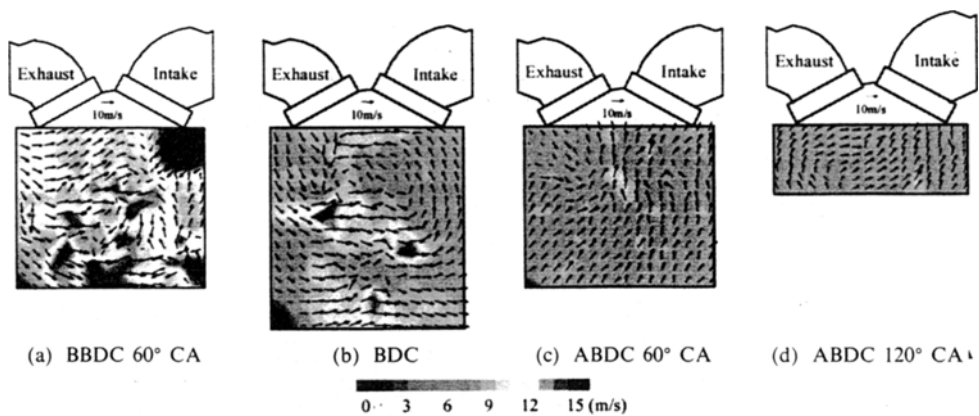 Exhaust Intake Exhaust Intake Exhaust Intake Exhaust Intake
10m/s 10m/s 10m/s 10m/s
(a) BBDC 60° CA (b) BDC (c) ABDC 60° CA (d) ABDC 120° CA
0 3 6 9 12 15 (m/s)